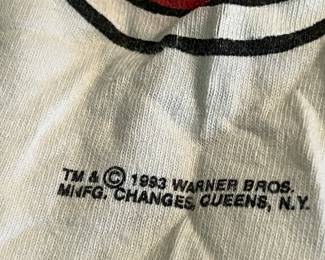 TM & © 1993 WARNER BROS.
MNFG. CHANGES, QUEENS, N.Y.